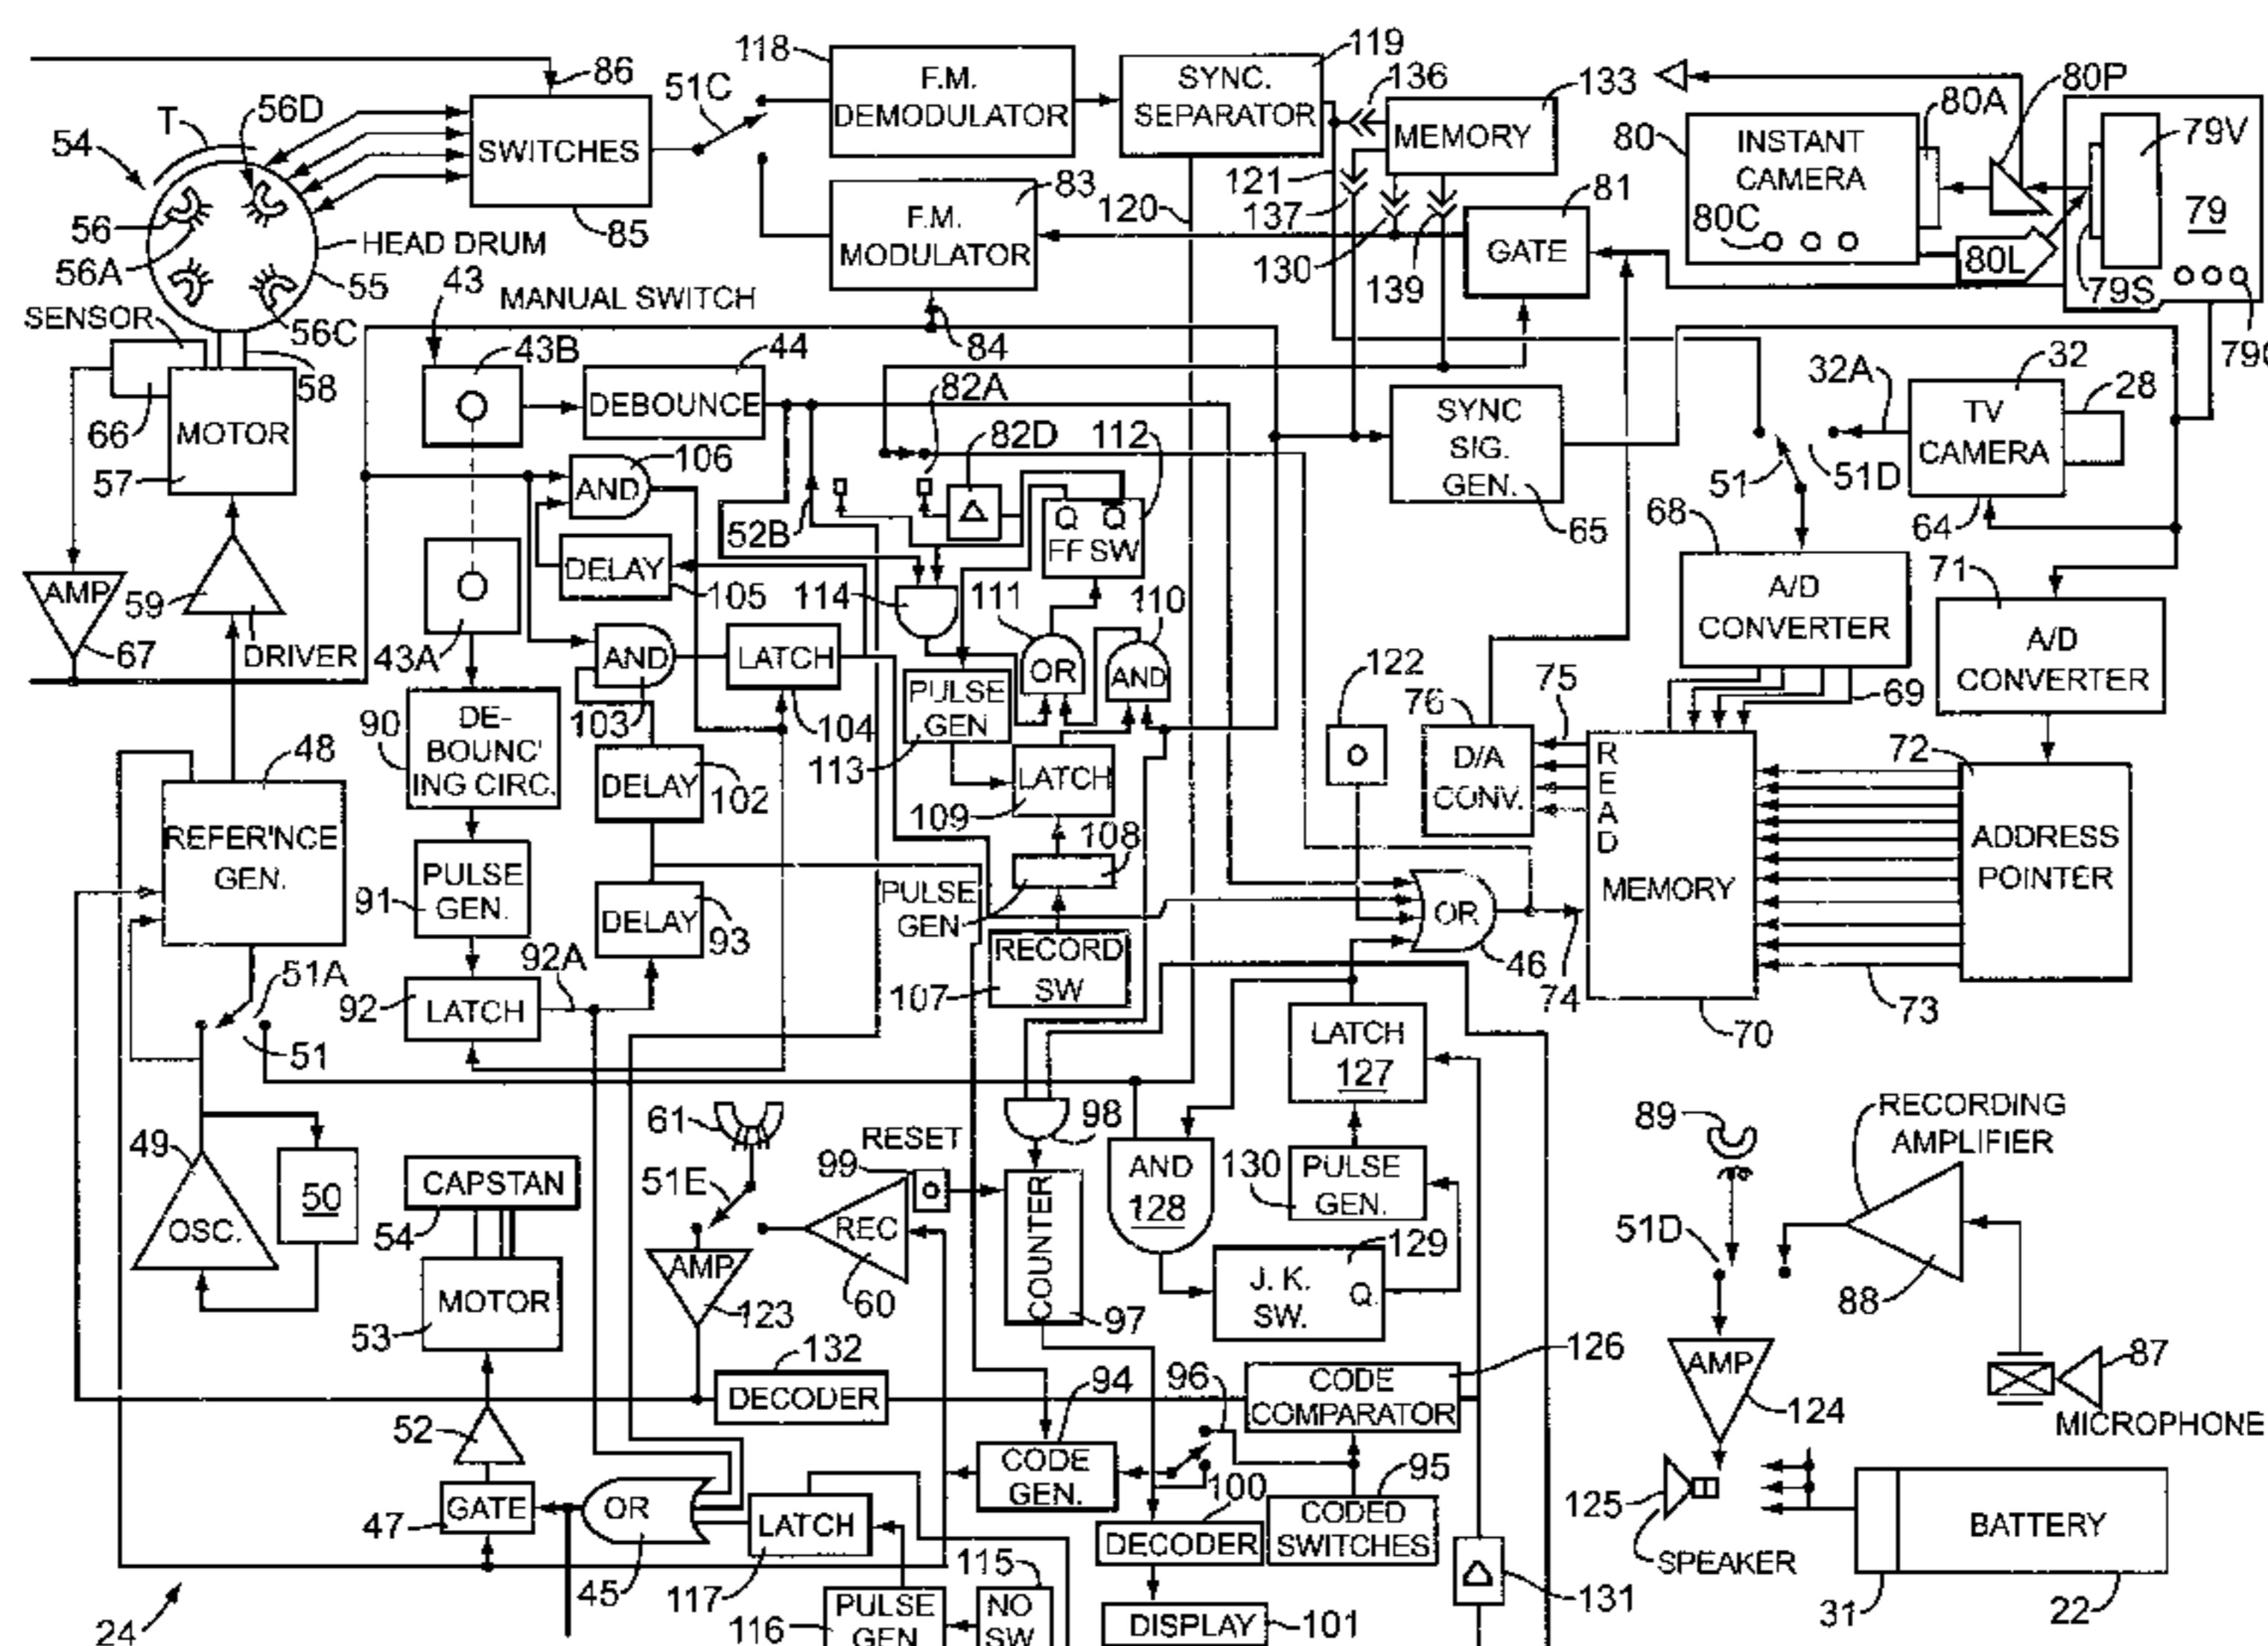 118
119
86
51C
F.M.
DEMODULATOR
SYNC.
SEPARATOR
136
133
80P
80A
T
56D
54
SWITCHES
MEMORY
80
INSTANT
CAMERA
79V
79
83
121
81
120
137
F.M.
MODULATOR
GATE
80C
80L
79S
56
56A
HEAD DRUM
55
85
130
139
43
MANUAL SWITCH
SENSOR
56C
43B
44
84
82A
32
32A
28
58
66
MOTOR
57
DEBOUNCE
82D
112
SYNC
SIG.
GEN.
TV
CAMERA
106
AND
51
51D
52B
Q
Q
FF SW
65
68
64
DELAY
105
114
111
110
A/D
CONVERTER
71
AMP
59
67
DRIVER
43A
AND
LATCH
OR
AND
122
69
A/D
CONVERTER
PULSE
GEN
76
75
90
DE-
BOUNC'
ING CIRC.
103
104
113
48
DELAY
102
LATCH
109
D/A
CONV.
READ
72
REFER'NCE
GEN.
108
PULSE
GEN.
91
DELAY
93
PULSE
GEN
OR
MEMORY
ADDRESS
POINTER
51A
92A
RECORD
SW
46
92
LATCH
107
74
73
51
LATCH
127
70
61
RESET
98
89
RECORDING
AMPLIFIER
49
50
CAPSTAN
51E
99
AND
128
130
PULSE
GEN.
OSC.
54
REC
COUNTER
51D
129
MOTOR
AMP
J. K.
SW.
Q
53
123
60
97
88
132
126
87
DECODER
94
96
CODE
COMPARATOR
AMP
124
52
MICROPHONE
CODE
GEN.
100
95
GATE
OR
125
47
LATCH
DECODER
CODED
SWITCHES
BATTERY
SPEAKER
45
117
115
131
31
22
24
116
PULSE
GEN
NO
SW
DISPLAY
101